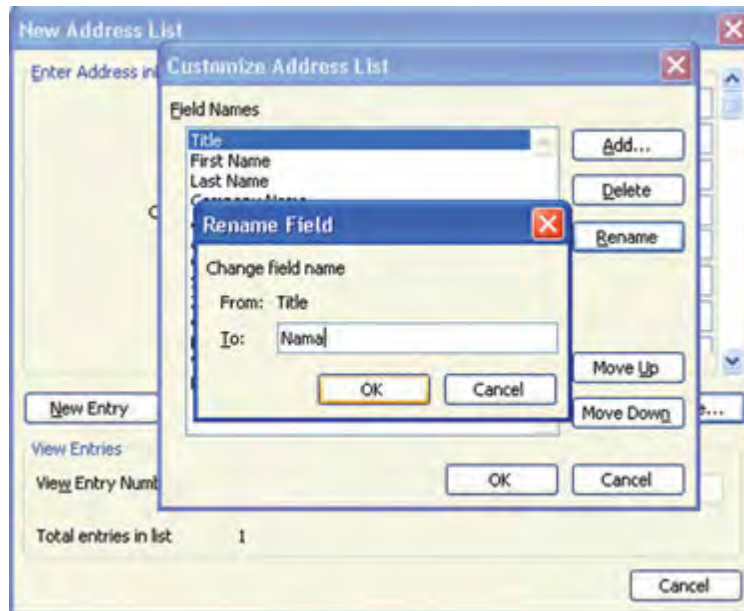 New Address List
Enter Address in
Customize Address List
Field Names
Title
First Name
Last Name
Add...
Delete
Rename
Rename Field
Change field name
From: Title
To: Nama
OK Cancel
Move Up
Move Down
New Entry
View Entries
View Entry Numb
OK Cancel
Total entries in list 1
Cancel